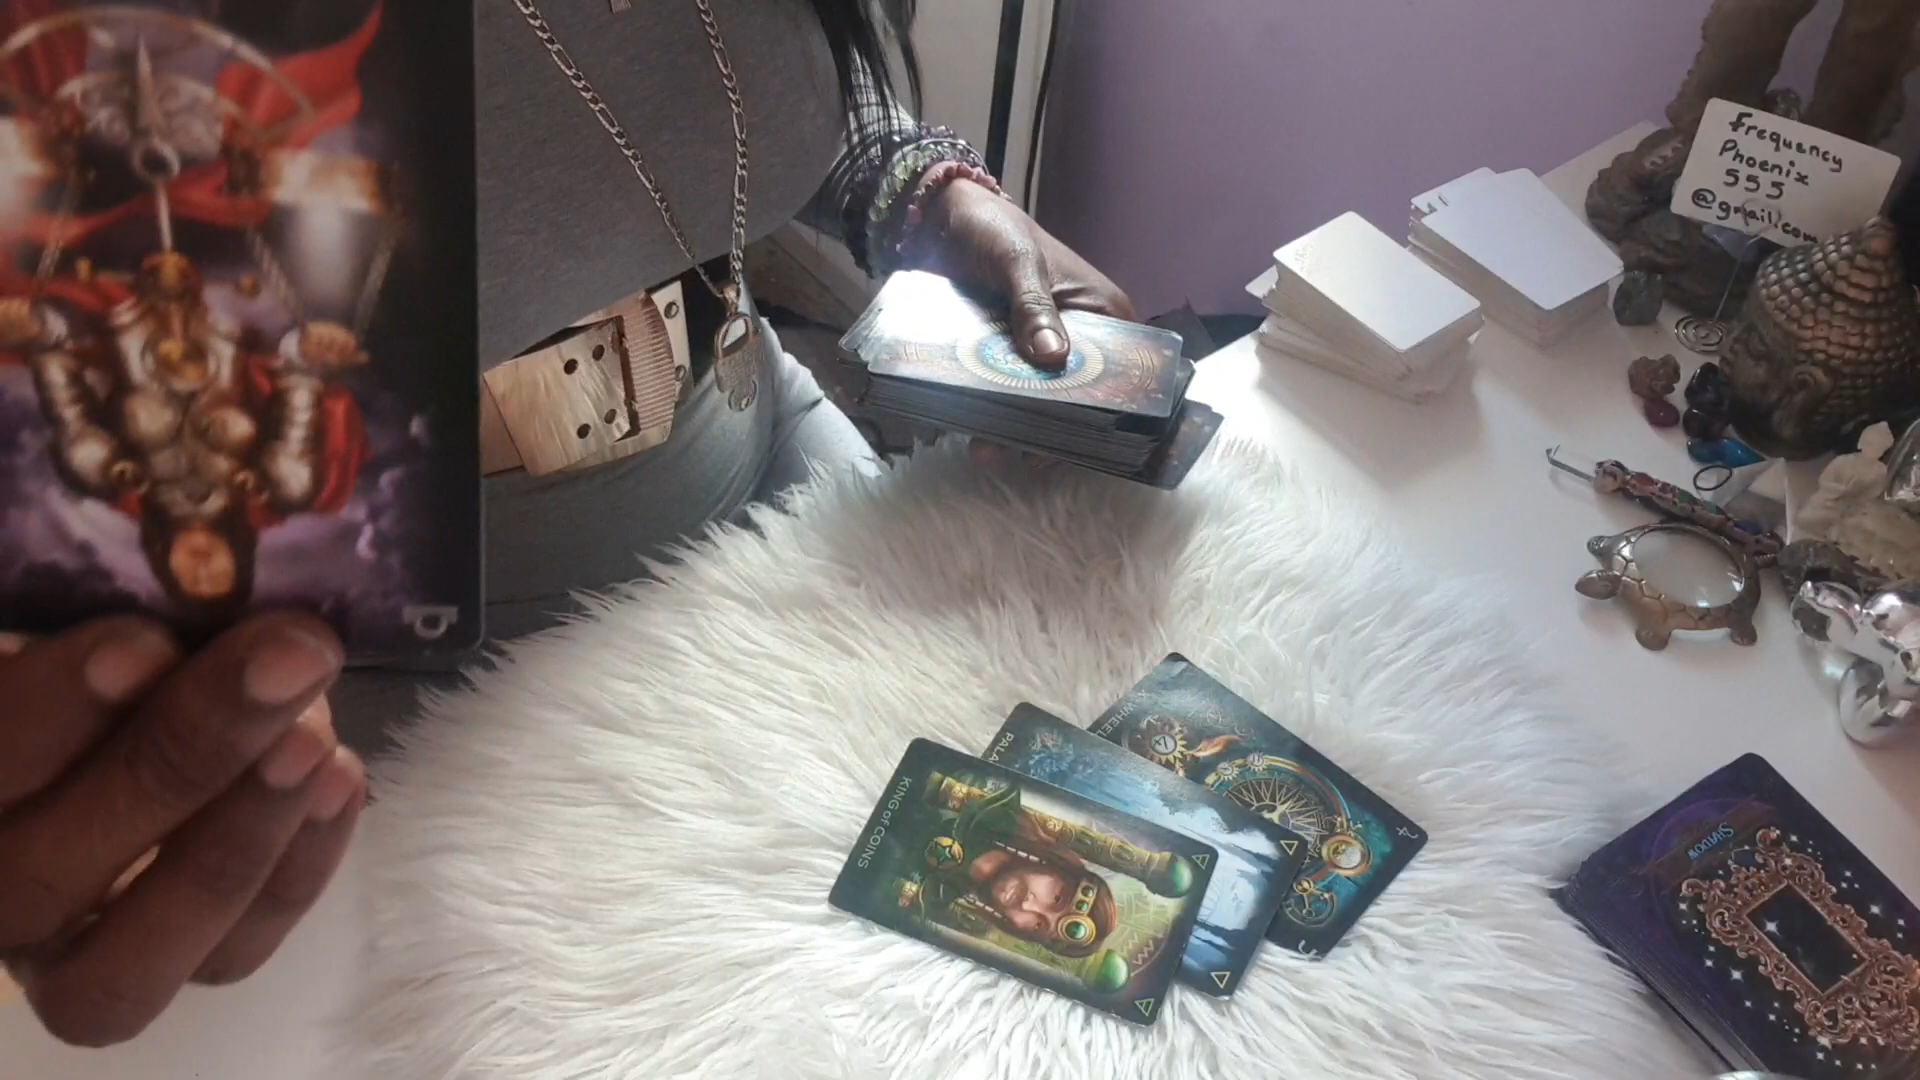 Frequency
Phoenix
555
@gmail.com
WHEEL
PALA
KING of COINS
SHADOW